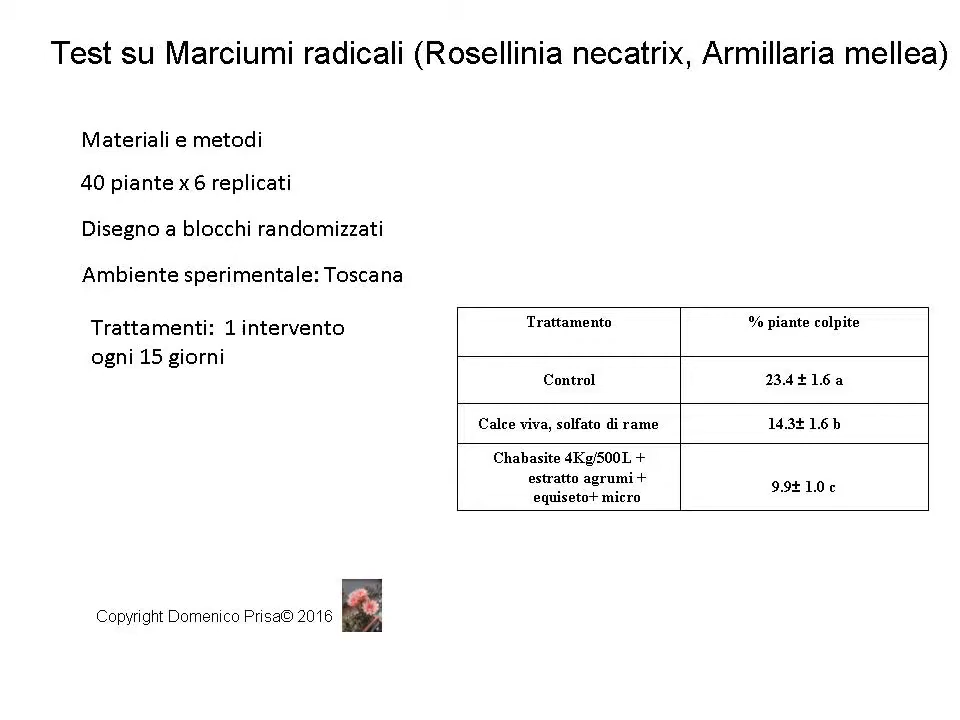 Test su Marciumi radicali (Rosellinia necatrix, Armillaria mellea)
Materiali e metodi
40 piante x 6 replicati
Disegno a blocchi randomizzati
Ambiente sperimentale: Toscana
Trattamenti: 1 intervento
ogni 15 giorni
Trattamento % piante colpite
Control 23.4 ± 1.6 a
Calce viva, solfato di rame 14.3± 1.6 b
Chabasite 4Kg/500L +
estratto agrumi +
equiseto+ micro 9.9± 1.0 c
Copyright Domenico Prisa© 2016